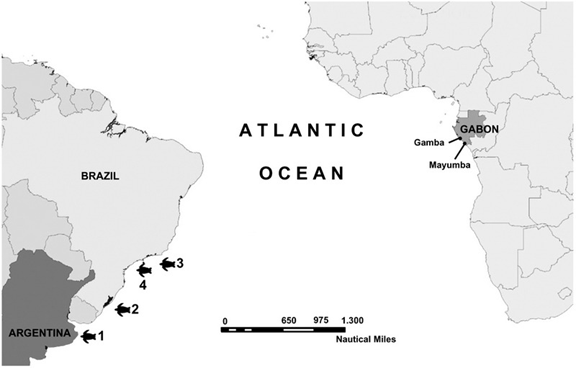 ATLANTIC
OCEAN
GABON
Gamba
Mayumba
BRAZIL
3
4
2
ARGENTINA
1
0 650 975 1.300
Nautical Miles